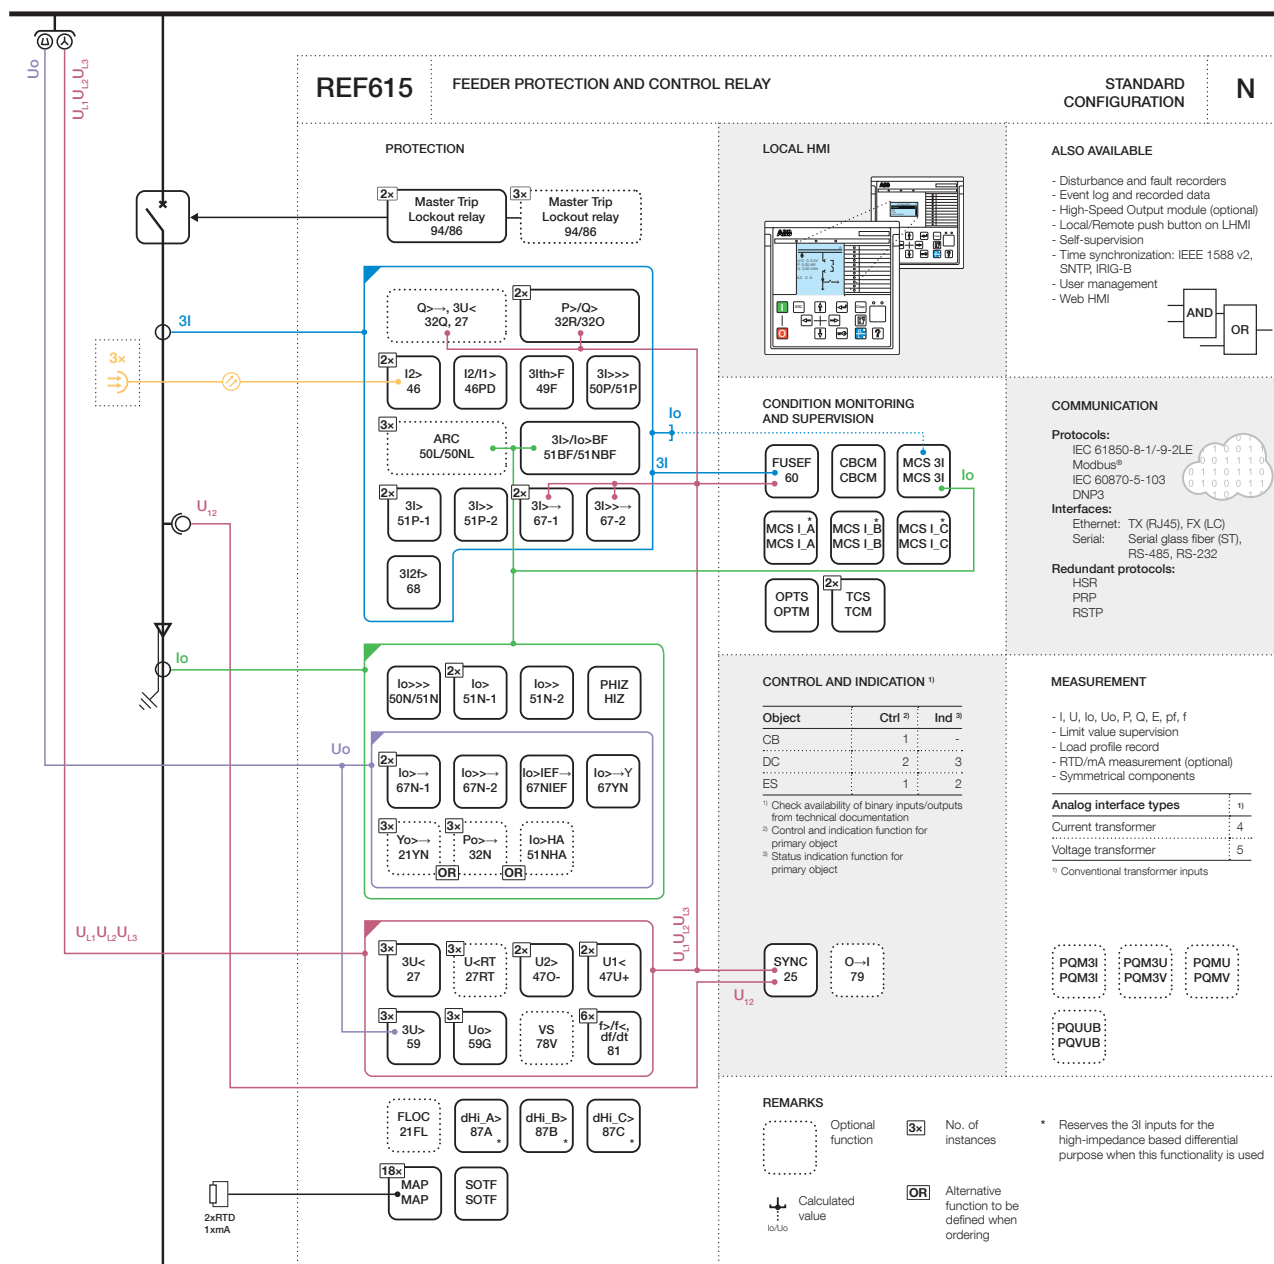 REF615
FEEDER PROTECTION AND CONTROL RELAY
STANDARD
CONFIGURATION
N
Uo
UL1UL2UL3
PROTECTION
2×
Master Trip
Lockout relay
94/86
3×
Master Trip
Lockout relay
94/86
3I
Q>→, 3U<
32Q, 27
2×
P>/Q>
32R/32O
3×
2×
I2>
46
I2/I1>
46PD
3Ith>F
49F
3I>>>
50P/51P
3×
ARC
50L/50NL
3I>/Io>BF
51BF/51NBF
2×
3I>
51P-1
3I>>
51P-2
2×
3I>→
67-1
3I>>→
67-2
3I2f>
68
U12
Io
Io>>>
50N/51N
2×
Io>
51N-1
Io>>
51N-2
PHIZ
HIZ
Uo
2×
Io>→
67N-1
Io>>→
67N-2
Io>IEF→
67NIEF
Io>→Y
67YN
3×
Yo>→
21YN
OR
3×
Po>→
32N
OR
Io>HA
51NHA
UL1UL2UL3
3×
3U<
27
3×
U<RT
27RT
2×
U2>
47O-
2×
U1<
47U+
3×
3U>
59
3×
Uo>
59G
VS
78V
6×
f>/f<,
df/dt
81
FLOC
21FL
dHi_A>
87A
*
dHi_B>
87B
*
dHi_C>
87C
*
18×
MAP
MAP
SOTF
SOTF
2xRTD
1xmA
LOCAL HMI
ABB
ABB
ALSO AVAILABLE
- Disturbance and fault recorders
- Event log and recorded data
- High-Speed Output module (optional)
- Local/Remote push button on LHMI
- Self-supervision
- Time synchronization: IEEE 1588 v2,
SNTP, IRIG-B
- User management
- Web HMI
AND
OR
CONDITION MONITORING
AND SUPERVISION
Io
3I
Io
FUSEF
60
CBCM
CBCM
MCS 3I
MCS 3I
*
MCS I_A
MCS I_A
*
MCS I_B
MCS I_B
*
MCS I_C
MCS I_C
OPTS
OPTM
2×
TCS
TCM
COMMUNICATION
Protocols:
IEC 61850-8-1/-9-2LE
Modbus®
IEC 60870-5-103
DNP3
Interfaces:
Ethernet: TX (RJ45), FX (LC)
Serial: Serial glass fiber (ST),
RS-485, RS-232
Redundant protocols:
HSR
PRP
RSTP
CONTROL AND INDICATION 1)
Object Ctrl 2) Ind 3)
CB 1 -
DC 2 3
ES 1 2
1) Check availability of binary inputs/outputs
from technical documentation
2) Control and indication function for
primary object
3) Status indication function for
primary object
UL1UL2UL3
U12
SYNC
25
O→I
79
MEASUREMENT
- I, U, Io, Uo, P, Q, E, pf, f
- Limit value supervision
- Load profile record
- RTD/mA measurement (optional)
- Symmetrical components
Analog interface types 1)
Current transformer 4
Voltage transformer 5
1) Conventional transformer inputs
PQM3I
PQM3I
PQM3U
PQM3V
PQMU
PQMV
PQUUB
PQVUB
REMARKS
Optional
function
3×
No. of
instances
* Reserves the 3I inputs for the
high-impedance based differential
purpose when this functionality is used
Io/Uo
Calculated
value
OR
Alternative
function to be
defined when
ordering